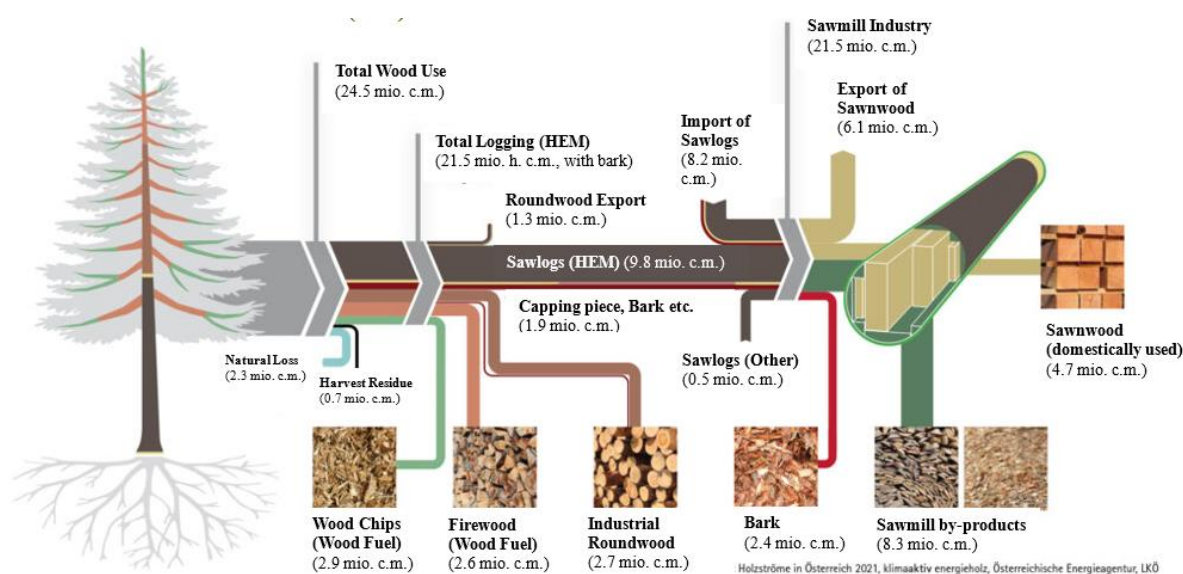 Sawmill Industry
(21.5 mio. c.m.)
Total Wood Use
(24.5 mio. c.m.)
Export of
Sawnwood
(6.1 mio. c.m.)
Import of
Sawlogs
(8.2 mio.
c.m.)
Total Logging (HEM)
(21.5 mio. h. c.m., with bark)
Roundwood Export
(1.3 mio. c.m.)
Sawlogs (HEM) (9.8 mio. c.m.)
Capping piece, Bark etc.
(1.9 mio. c.m.)
Sawlogs (Other)
(0.5 mio. c.m.)
Sawnwood
(domestically used)
(4.7 mio. c.m.)
Natural Loss
(2.3 mio. c.m.)
Harvest Residue
(0.7 mio. c.m.)
Wood Chips
(Wood Fuel)
(2.9 mio. c.m.)
Firewood
(Wood Fuel)
(2.6 mio. c.m.)
Industrial
Roundwood
(2.7 mio. c.m.)
Bark
(2.4 mio. c.m.)
Sawmill by-products
(8.3 mio. c.m.)
Holzströme in Österreich 2021, klimaaktiv energieholz, Österreichische Energieagentur, LKÖ